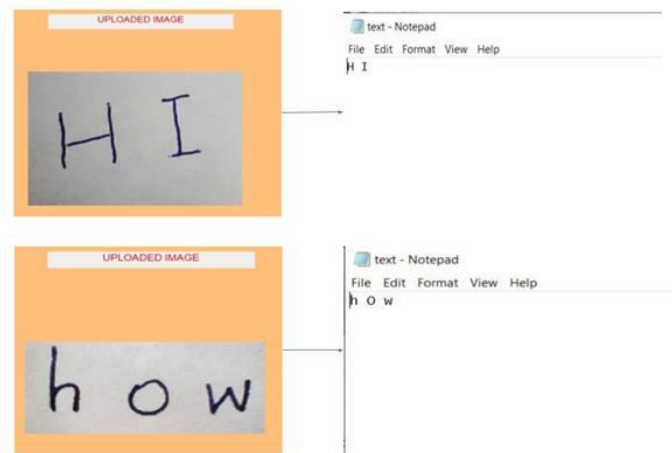 UPLOADED IMAGE
H I
text - Notepad
File Edit Format View Help
H I
UPLOADED IMAGE
h o w
text - Notepad
File Edit Format View Help
h O w